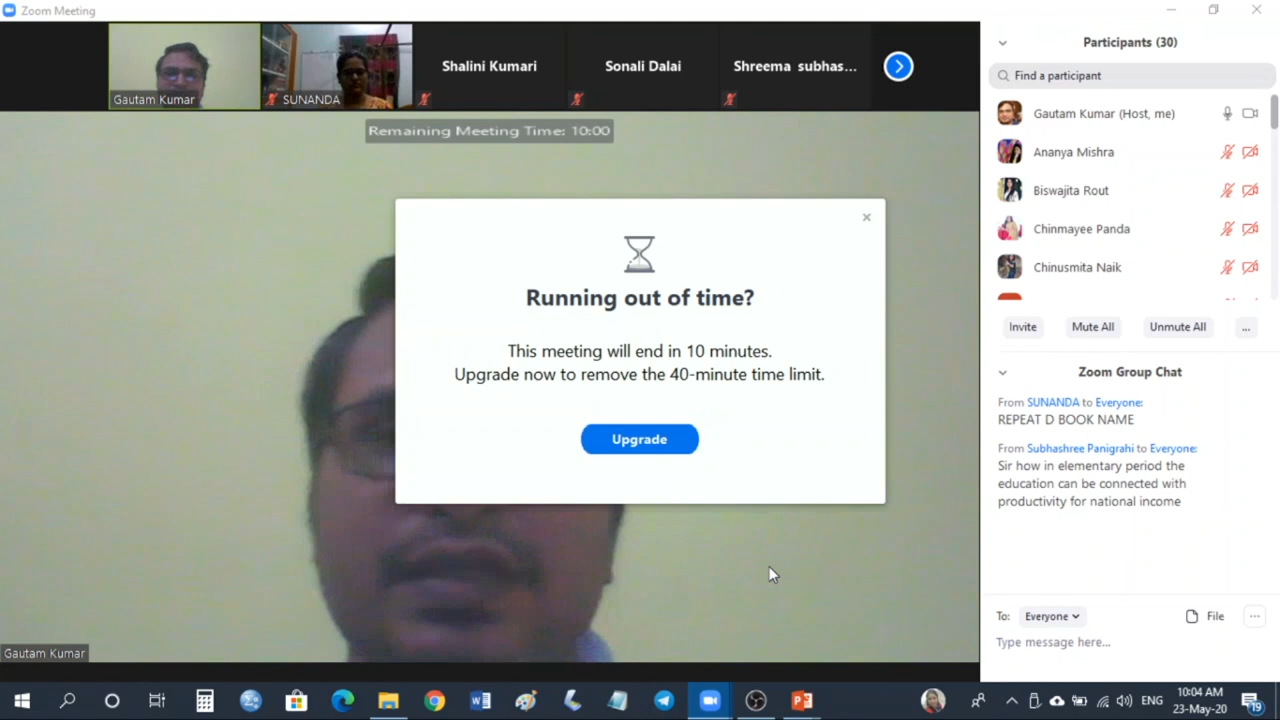 Zoom Meeting
Gautam Kumar
SUNANDA
Shalini Kumari
Sonali Dalai
Shreema subhas...
Remaining Meeting Time: 10:00
Running out of time?
This meeting will end in 10 minutes.
Upgrade now to remove the 40-minute time limit.
Upgrade
Gautam Kumar
Participants (30)
Find a participant
Gautam Kumar (Host, me)
Ananya Mishra
Biswajita Rout
Chinmayee Panda
Chinusmita Naik
Invite
Mute All
Unmute All
...
Zoom Group Chat
From SUNANDA to Everyone:
REPEAT D BOOK NAME
From Subhashree Panigrahi to Everyone:
Sir how in elementary period the
education can be connected with
productivity for national income
To: Everyone
File
Type message here...
ENG
10:04 AM
23-May-20
19